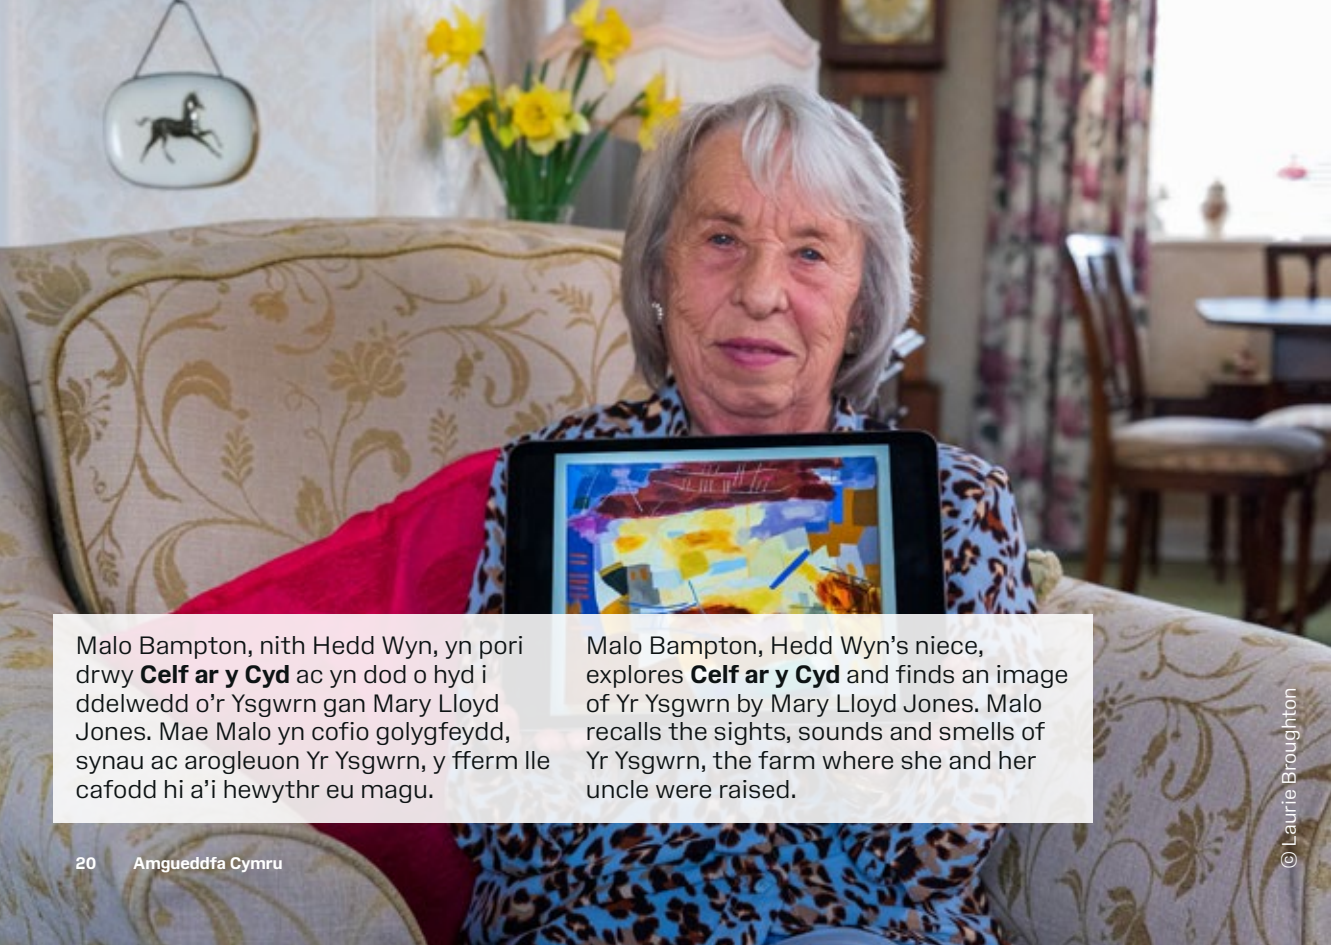 Malo Bampton, nith Hedd Wyn, yn pori
drwy Celf ar y Cyd ac yn dod o hyd i
ddelwedd o’r Ysgwrn gan Mary Lloyd
Jones. Mae Malo yn cofio golygfeydd,
synau ac arogleuon Yr Ysgwrn, y fferm lle
cafodd hi a’i hewythr eu magu.
Malo Bampton, Hedd Wyn’s niece,
explores Celf ar y Cyd and finds an image
of Yr Ysgwrn by Mary Lloyd Jones. Malo
recalls the sights, sounds and smells of
Yr Ysgwrn, the farm where she and her
uncle were raised.
© Laurie Broughton
20 Amgueddfa Cymru